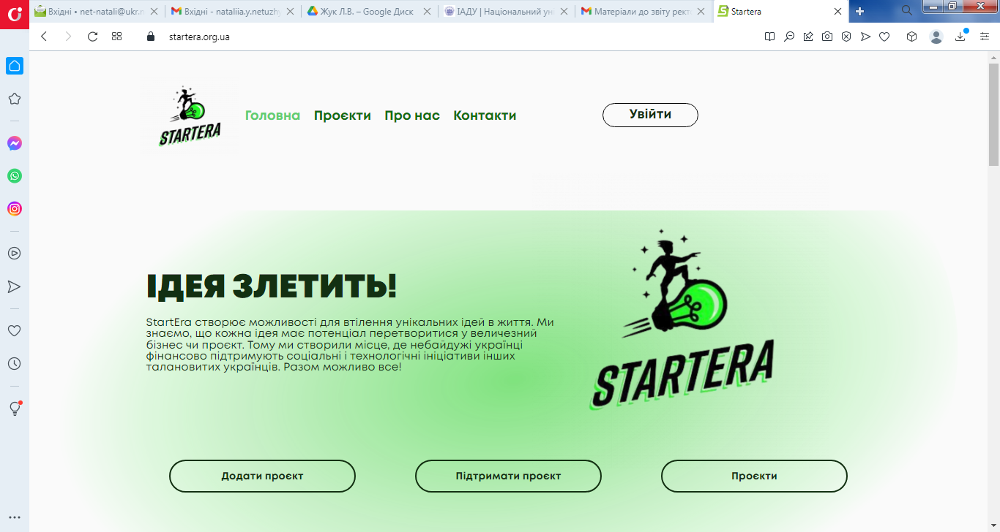 Вхідні • net-natali@ukr.n
Вхідні - nataliia.y.netuzhy
Жук Л.В. – Google Диск
ІАДУ | Національний уні
Матеріали до звіту ректо
Startera
startera.org.ua
STARTERA
Головна Проєкти Про нас Контакти
Увійти
ІДЕЯ ЗЛЕТИТЬ!
StartEra створює можливості для втілення унікальних ідей в життя. Ми
знаємо, що кожна ідея має потенціал перетворитися у величезний
бізнес чи проєкт. Тому ми створили місце, де небайдужі українці
фінансово підтримують соціальні і технологічні ініціативи інших
талановитих українців. Разом можливо все!
STARTERA
Додати проєкт
Підтримати проєкт
Проєкти